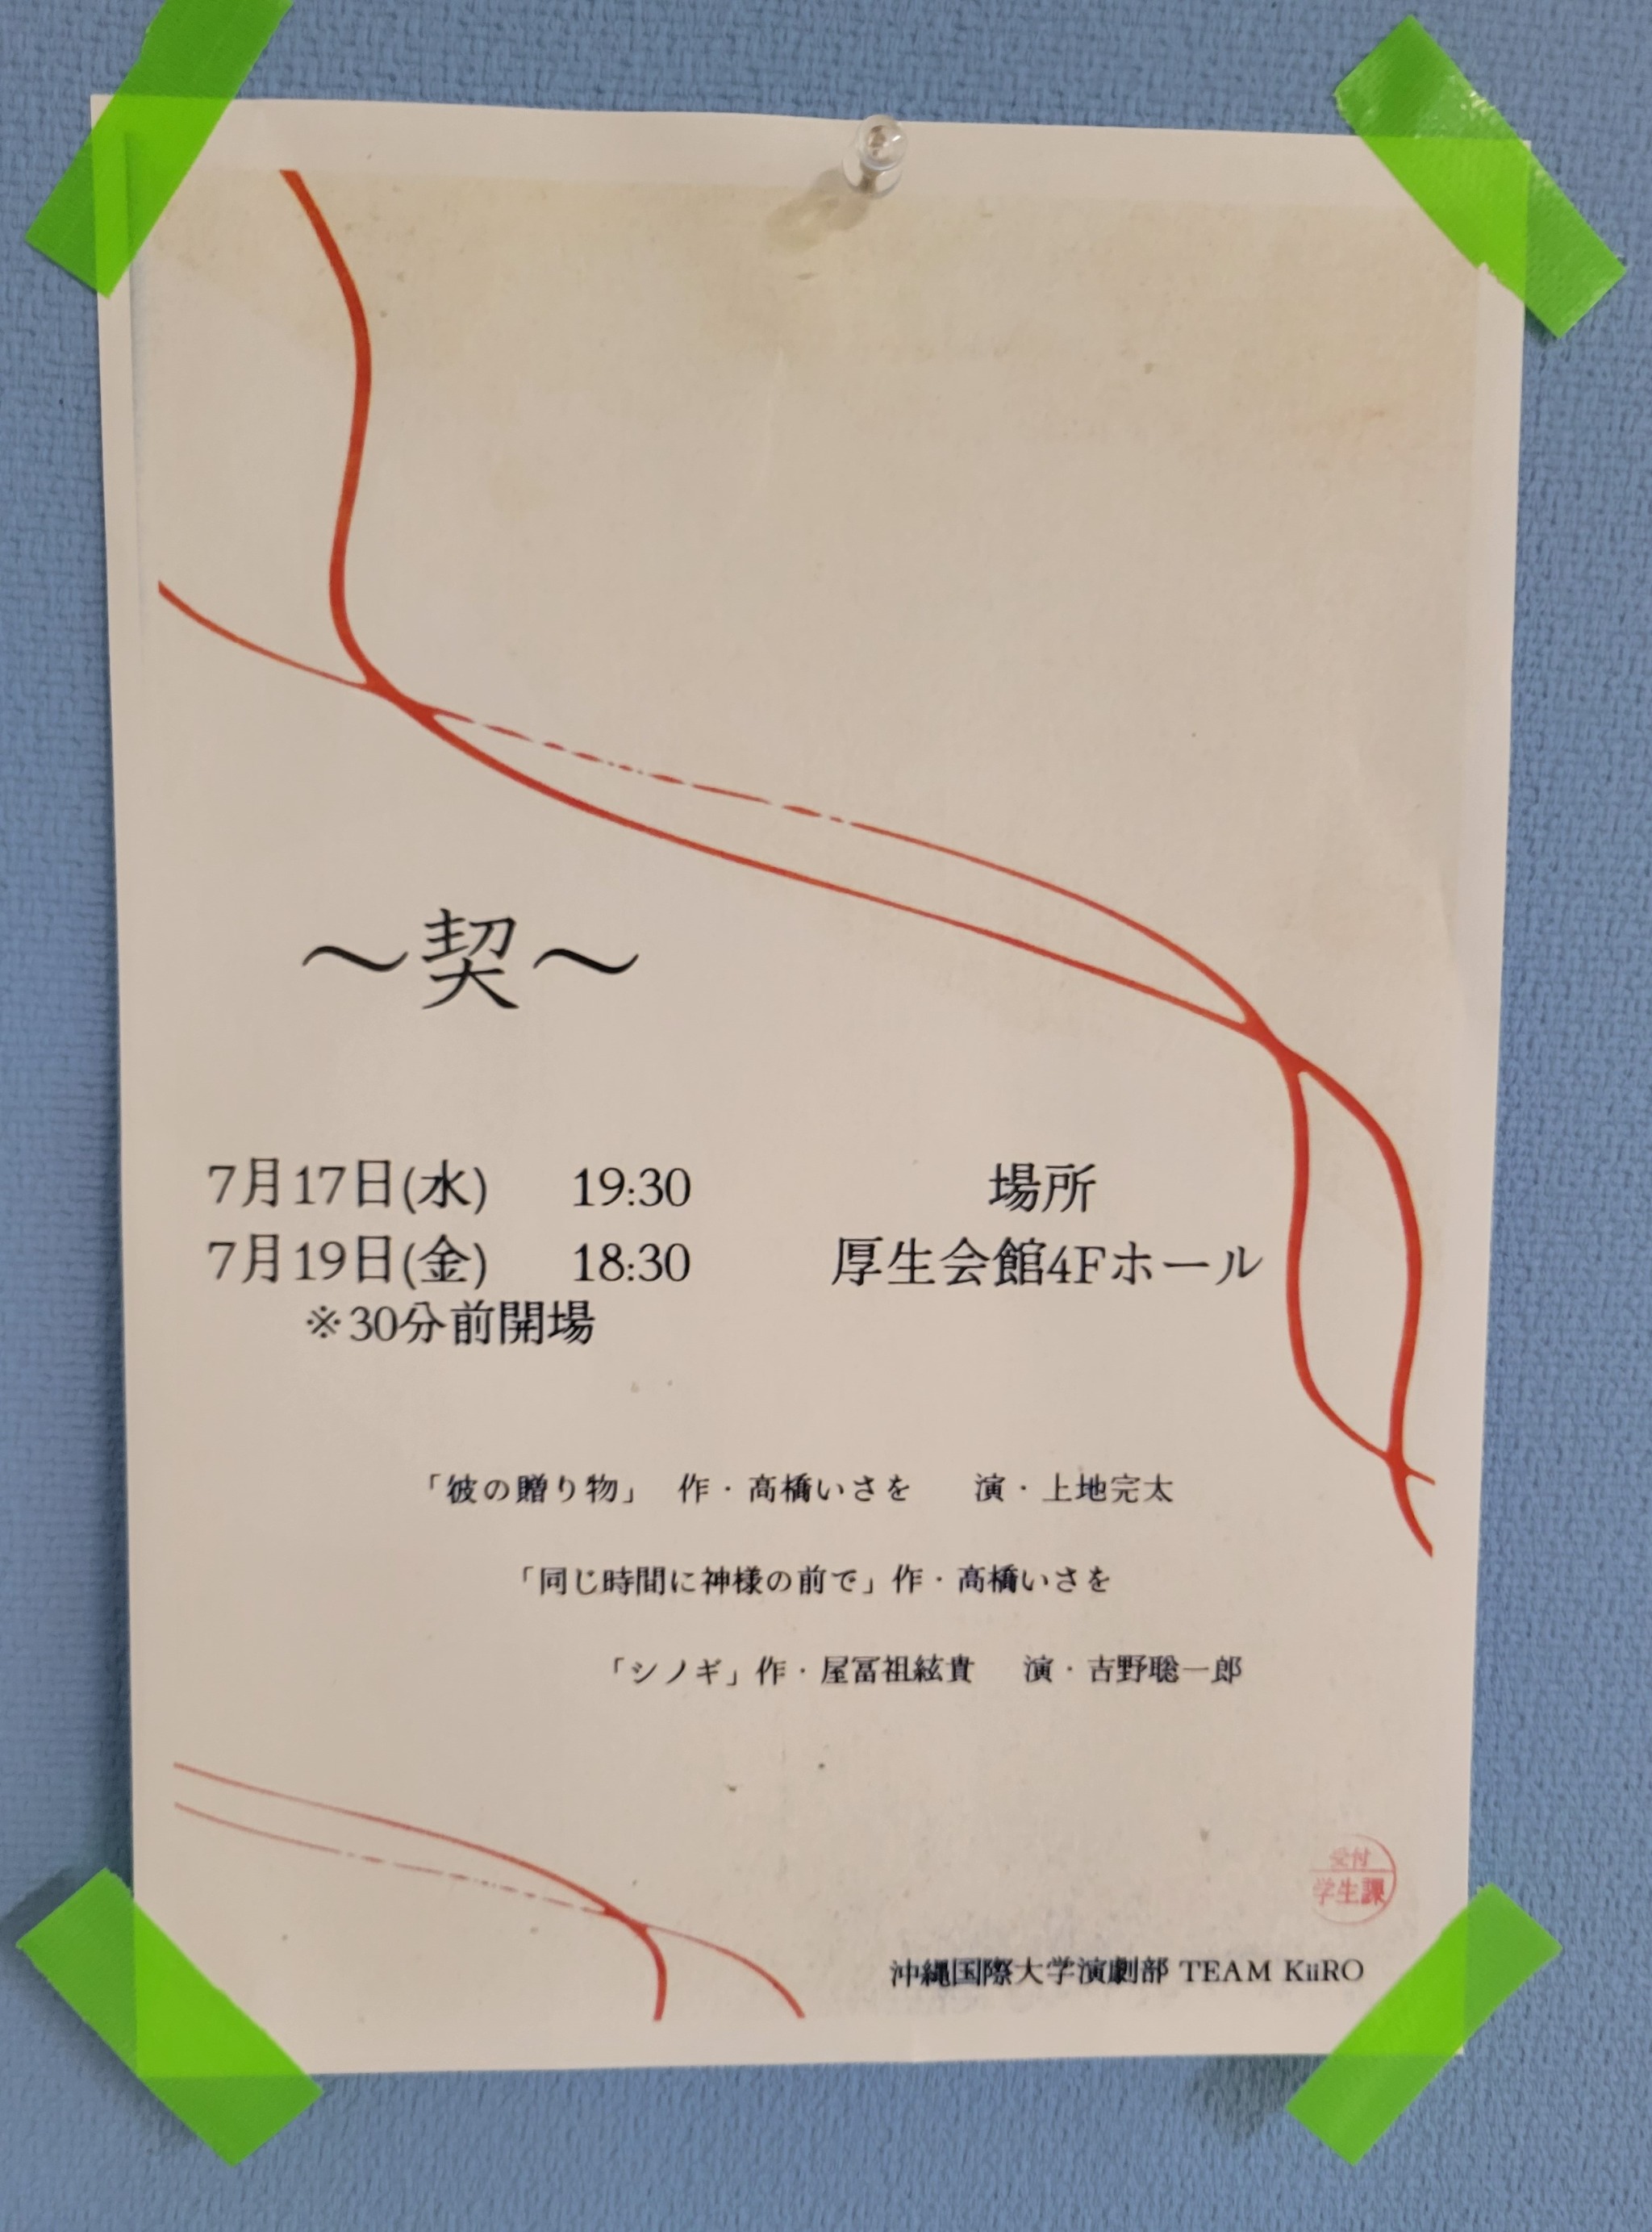 ～契～
7月17日(水) 19:30
7月19日(金) 18:30
※30分前開場
場所
厚生会館4Fホール
「彼の贈り物」 作・高橋いさを 演・上地完太
「同じ時間に神様の前で」作・高橋いさを
「シノギ」作・屋冨祖絃貴 演・吉野聡一郎
受付
学生課
沖縄国際大学演劇部 TEAM KiiRO